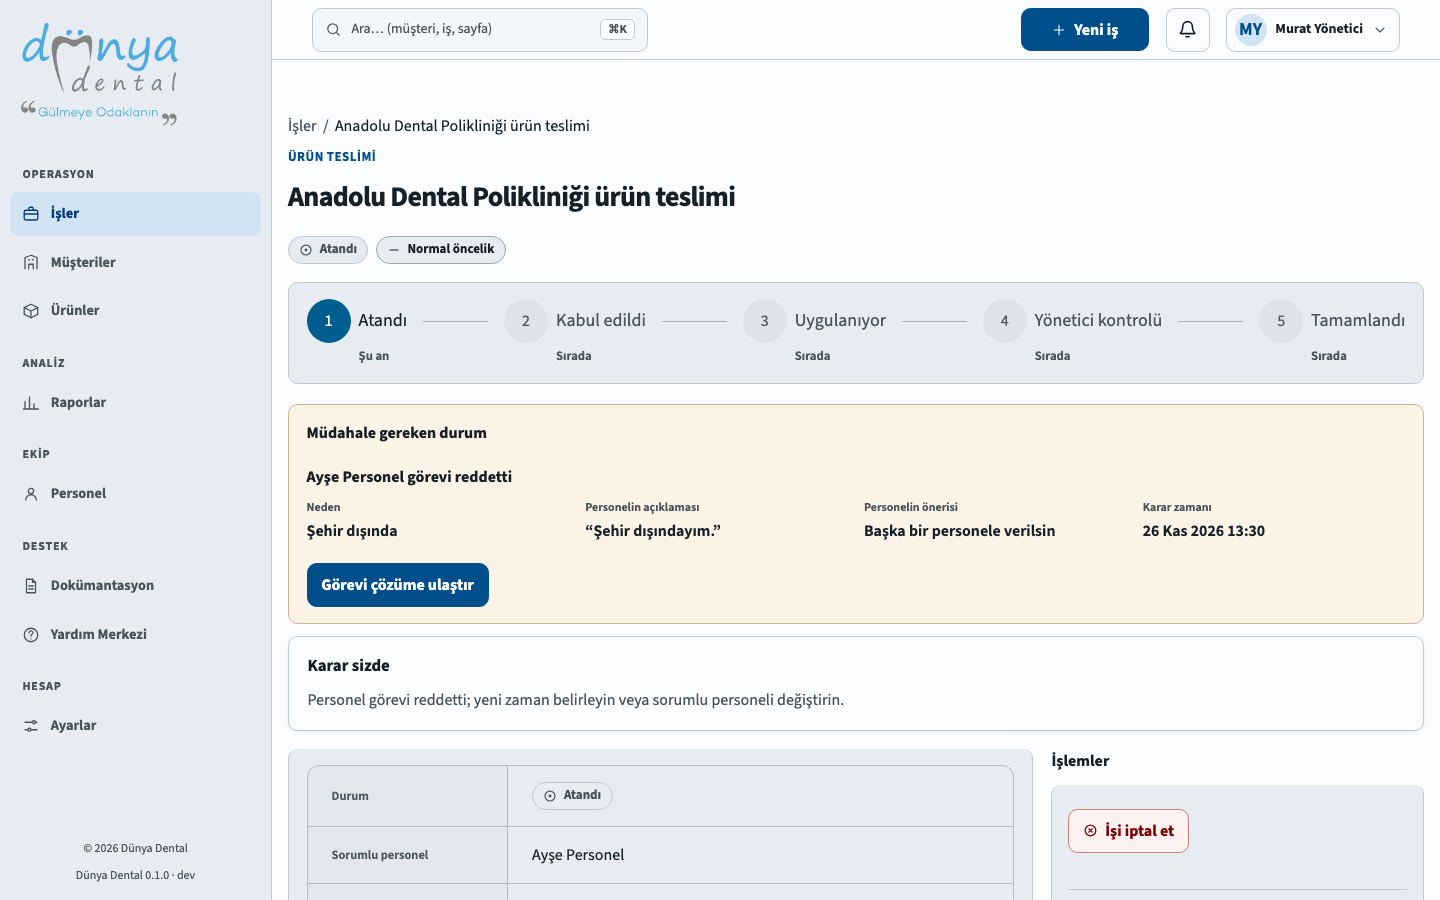 dünya
dental
“Gülmeye Odaklanın”
OPERASYON
İşler
Müşteriler
Ürünler
ANALİZ
Raporlar
EKİP
Personel
DESTEK
Dokümantasyon
Yardım Merkezi
HESAP
Ayarlar
© 2026 Dünya Dental
Dünya Dental 0.1.0 · dev
Ara… (müşteri, iş, sayfa) ⌘K
Yeni iş
MY Murat Yönetici
İşler / Anadolu Dental Polikliniği ürün teslimi
ÜRÜN TESLİMİ
Anadolu Dental Polikliniği ürün teslimi
Atandı Normal öncelik
1 Atandı 2 Kabul edildi 3 Uygulanıyor 4 Yönetici kontrolü 5 Tamamlandı
Şu an Sırada Sırada Sırada Sırada
Müdahale gereken durum
Ayşe Personel görevi reddetti
Neden Personelin açıklaması Personelin önerisi Karar zamanı
Şehir dışında “Şehir dışındayım.” Başka bir personele verilsin 26 Kas 2026 13:30
Görevi çözüme ulaştır
Karar sizde
Personel görevi reddetti; yeni zaman belirleyin veya sorumlu personeli değiştirin.
Durum Atandı
Sorumlu personel Ayşe Personel
İşlemler
İşi iptal et